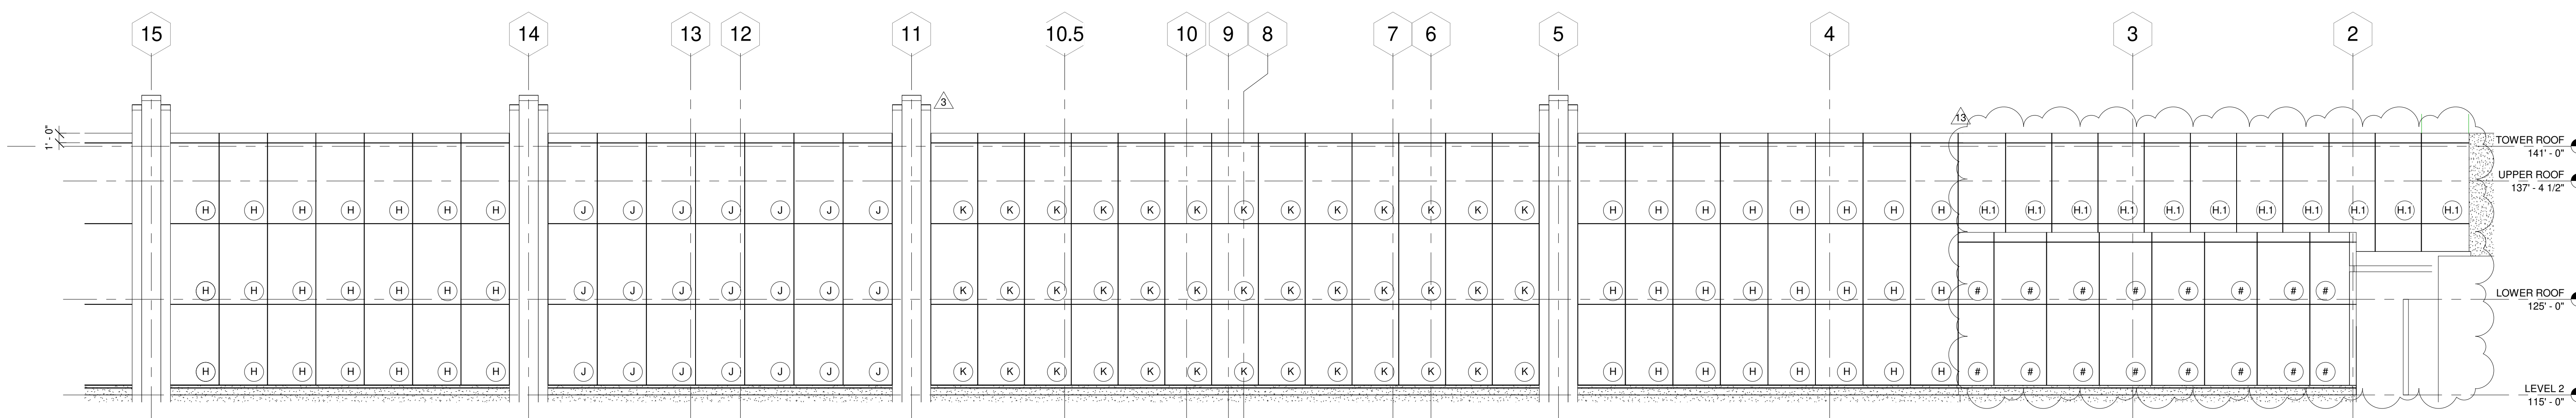 15 14 13 12 11 10.5 10 9 8 7 6 5 4 3 2
3
13
1' - 0"
TOWER ROOF
141' - 0"
UPPER ROOF
137' - 4 1/2"
H H H H H H H J J J J J J J K K K K K K K K K K K K K H H H H H H H H H.1 H.1 H.1 H.1 H.1 H.1 H.1 H.1 H.1 H.1 H.1
H H H H H H H J J J J J J J K K K K K K K K K K K K K H H H H H H H H # # # # # # # #
LOWER ROOF
125' - 0"
H H H H H H H J J J J J J J K K K K K K K K K K K K K H H H H H H H H # # # # # # # #
LEVEL 2
115' - 0"